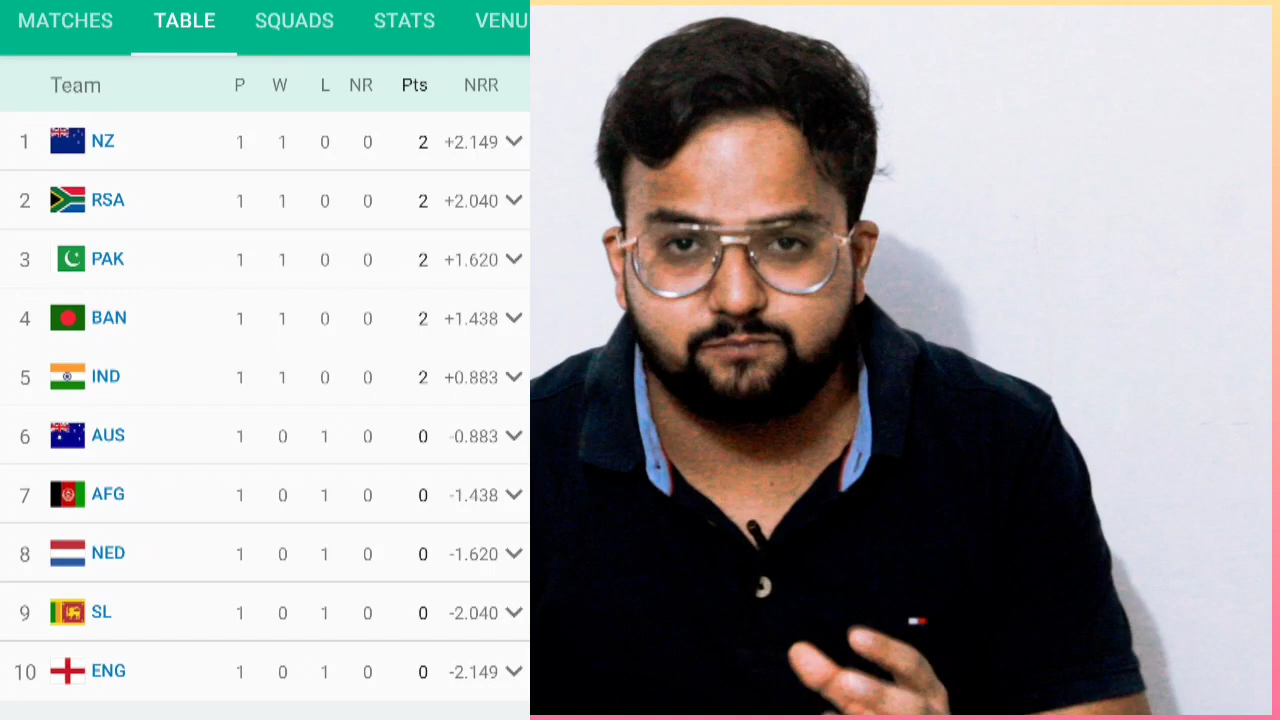 MATCHES TABLE SQUADS STATS VENU
Team P W L NR Pts NRR
1 NZ 1 1 0 0 2 +2.149
2 RSA 1 1 0 0 2 +2.040
3 PAK 1 1 0 0 2 +1.620
4 BAN 1 1 0 0 2 +1.438
5 IND 1 1 0 0 2 +0.883
6 AUS 1 0 1 0 0 -0.883
7 AFG 1 0 1 0 0 -1.438
8 NED 1 0 1 0 0 -1.620
9 SL 1 0 1 0 0 -2.040
10 ENG 1 0 1 0 0 -2.149